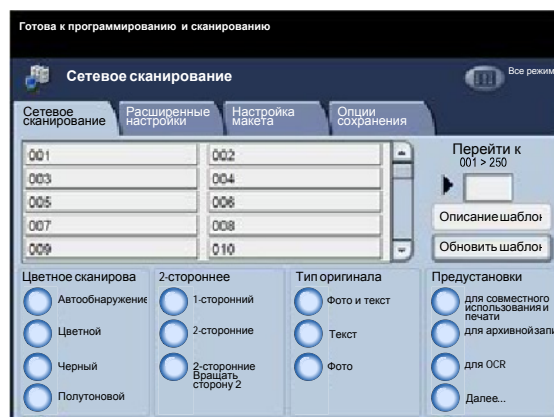 Готова к программированию и сканированию
Сетевое сканирование
Все режим
Сетевое сканирование
Расширенные настройки
Настройка макета
Опции сохранения
001
002
003
004
005
006
007
008
009
010
Перейти к
001 > 250
Описание шаблон
Обновить шаблон
Цветное сканирова
Автообнаружение
Цветной
Черный
Полутоновой
2-стороннее
1-сторонний
2-сторонние
2-сторонние
Вращать
сторону 2
Тип оригинала
Фото и текст
Текст
Фото
Предустановки
для совместного
использования и
печати
для архивной запи
для OCR
Далее...